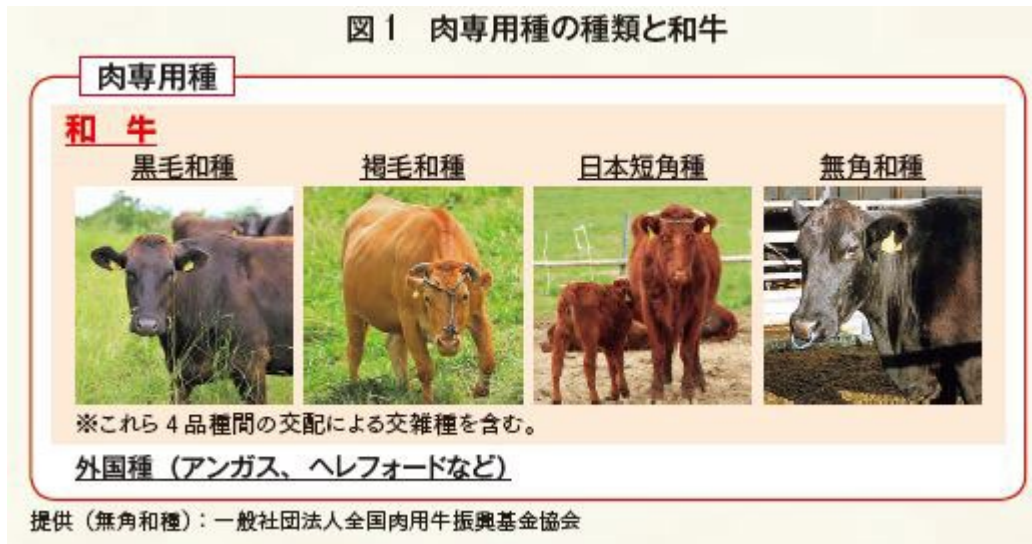 図1 肉専用種の種類と和牛
肉専用種
和 牛
黒毛和種 褐毛和種 日本短角種 無角和種
※これら4品種間の交配による交雑種を含む。
外国種（アンガス、ヘレフォードなど）
提供（無角和種）：一般社団法人全国肉用牛振興基金協会